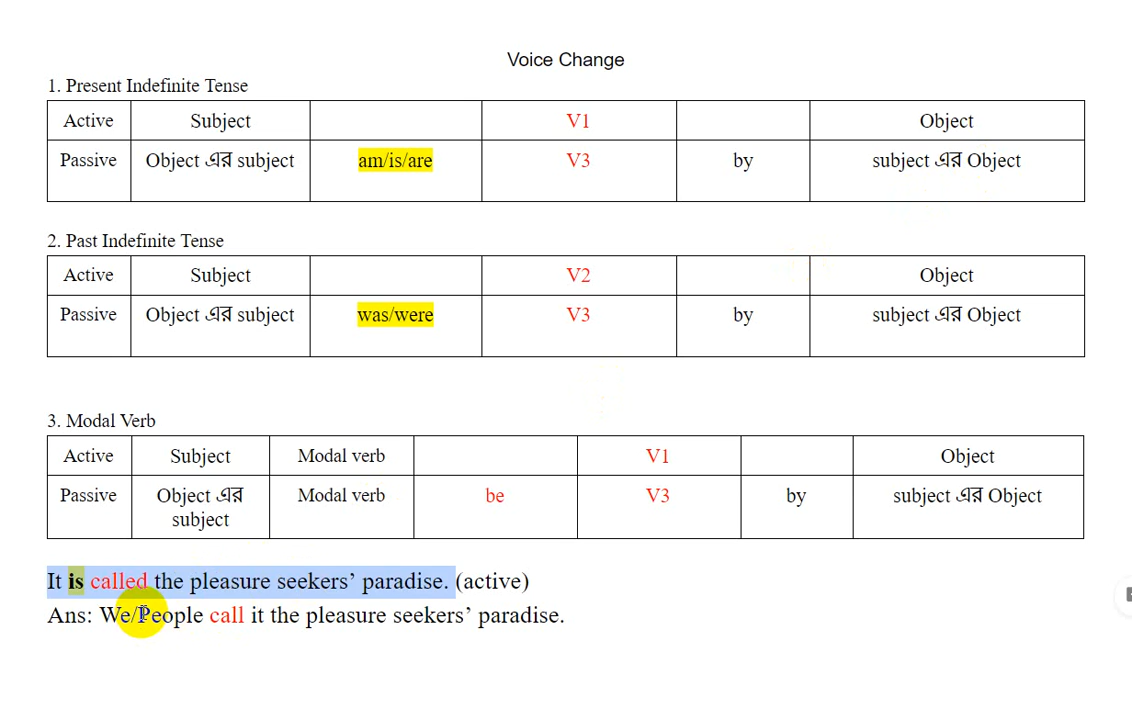 Voice Change
1. Present Indefinite Tense
Active Subject V1 Object
Passive Object এর subject am/is/are V3 by subject এর Object
2. Past Indefinite Tense
Active Subject V2 Object
Passive Object এর subject was/were V3 by subject এর Object
3. Modal Verb
Active Subject Modal verb V1 Object
Passive Object এর subject Modal verb be V3 by subject এর Object
It is called the pleasure seekers’ paradise. (active)
Ans: We/People call it the pleasure seekers’ paradise.